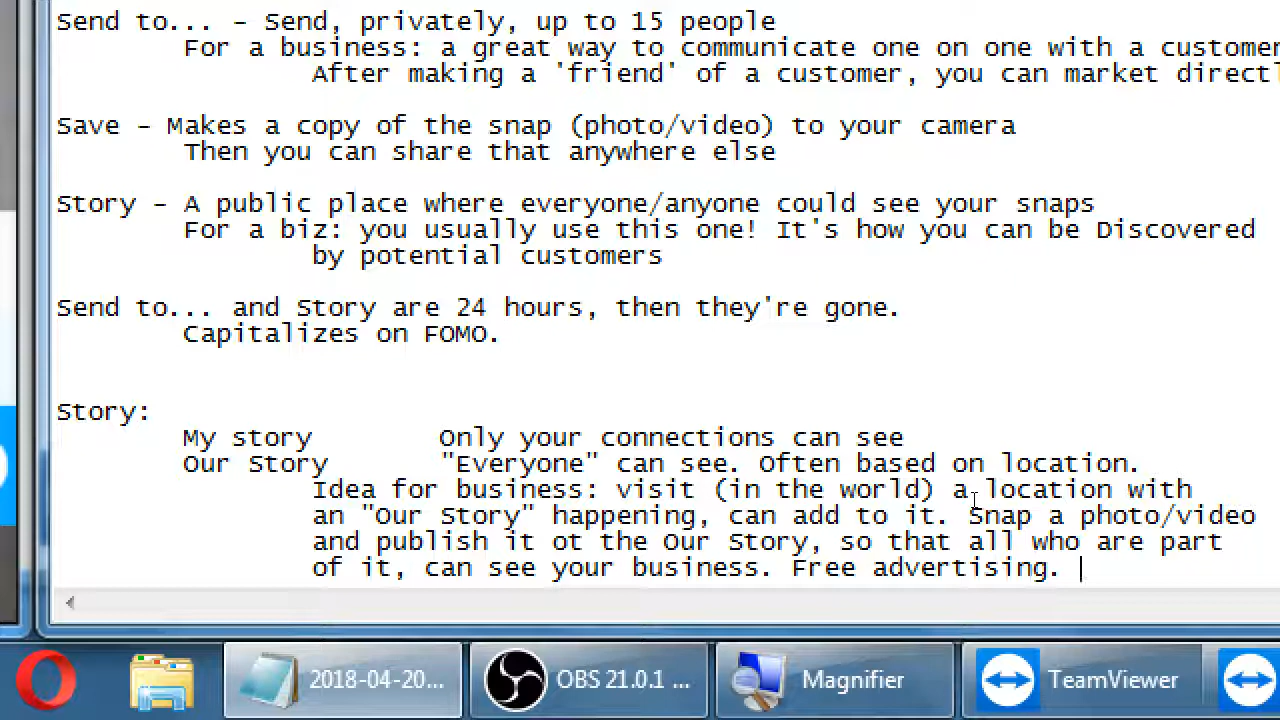 Send to... - Send, privately, up to 15 people
For a business: a great way to communicate one on one with a customer
After making a 'friend' of a customer, you can market directl
Save - Makes a copy of the snap (photo/video) to your camera
Then you can share that anywhere else
Story - A public place where everyone/anyone could see your snaps
For a biz: you usually use this one! It's how you can be Discovered
by potential customers
Send to... and Story are 24 hours, then they're gone.
Capitalizes on FOMO.
Story:
My story Only your connections can see
Our Story "Everyone" can see. Often based on location.
Idea for business: visit (in the world) a location with
an "Our Story" happening, can add to it. Snap a photo/video
and publish it ot the Our Story, so that all who are part
of it, can see your business. Free advertising.
2018-04-20... OBS 21.0.1 ... Magnifier TeamViewer